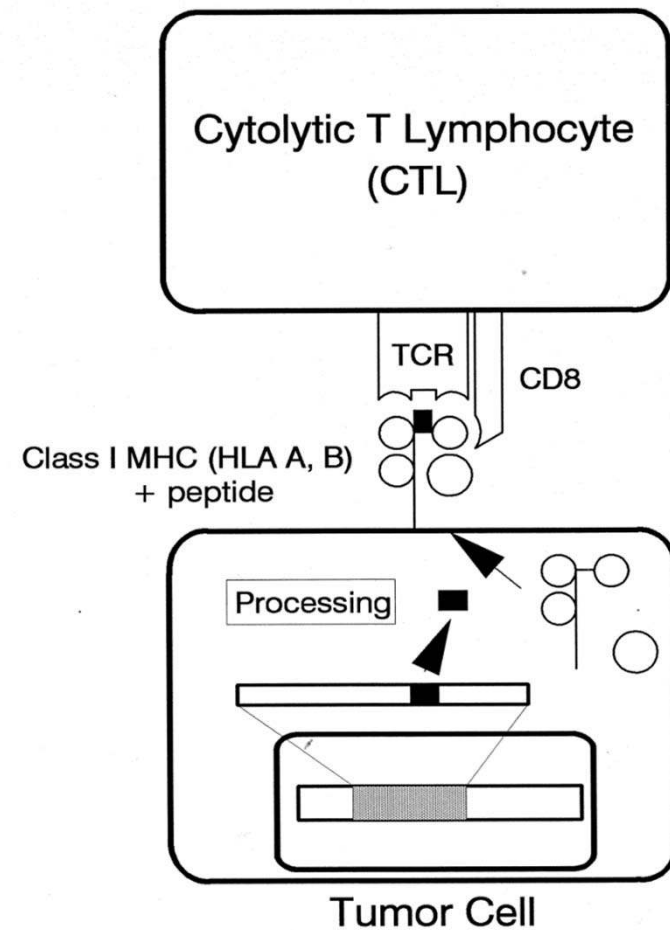 Cytolytic T Lymphocyte
(CTL)
TCR
CD8
Class I MHC (HLA A, B)
+ peptide
Processing
Tumor Cell